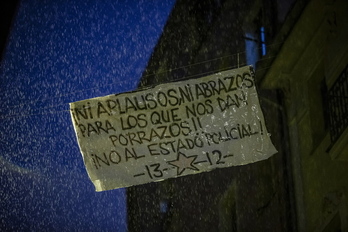 ¡NI APLAUSOS, NI ABRAZOS
PARA LOS QUE NOS DAN
PORRAZOS!
¡NO AL ESTADO POLICIAL!
-13-☆-12-